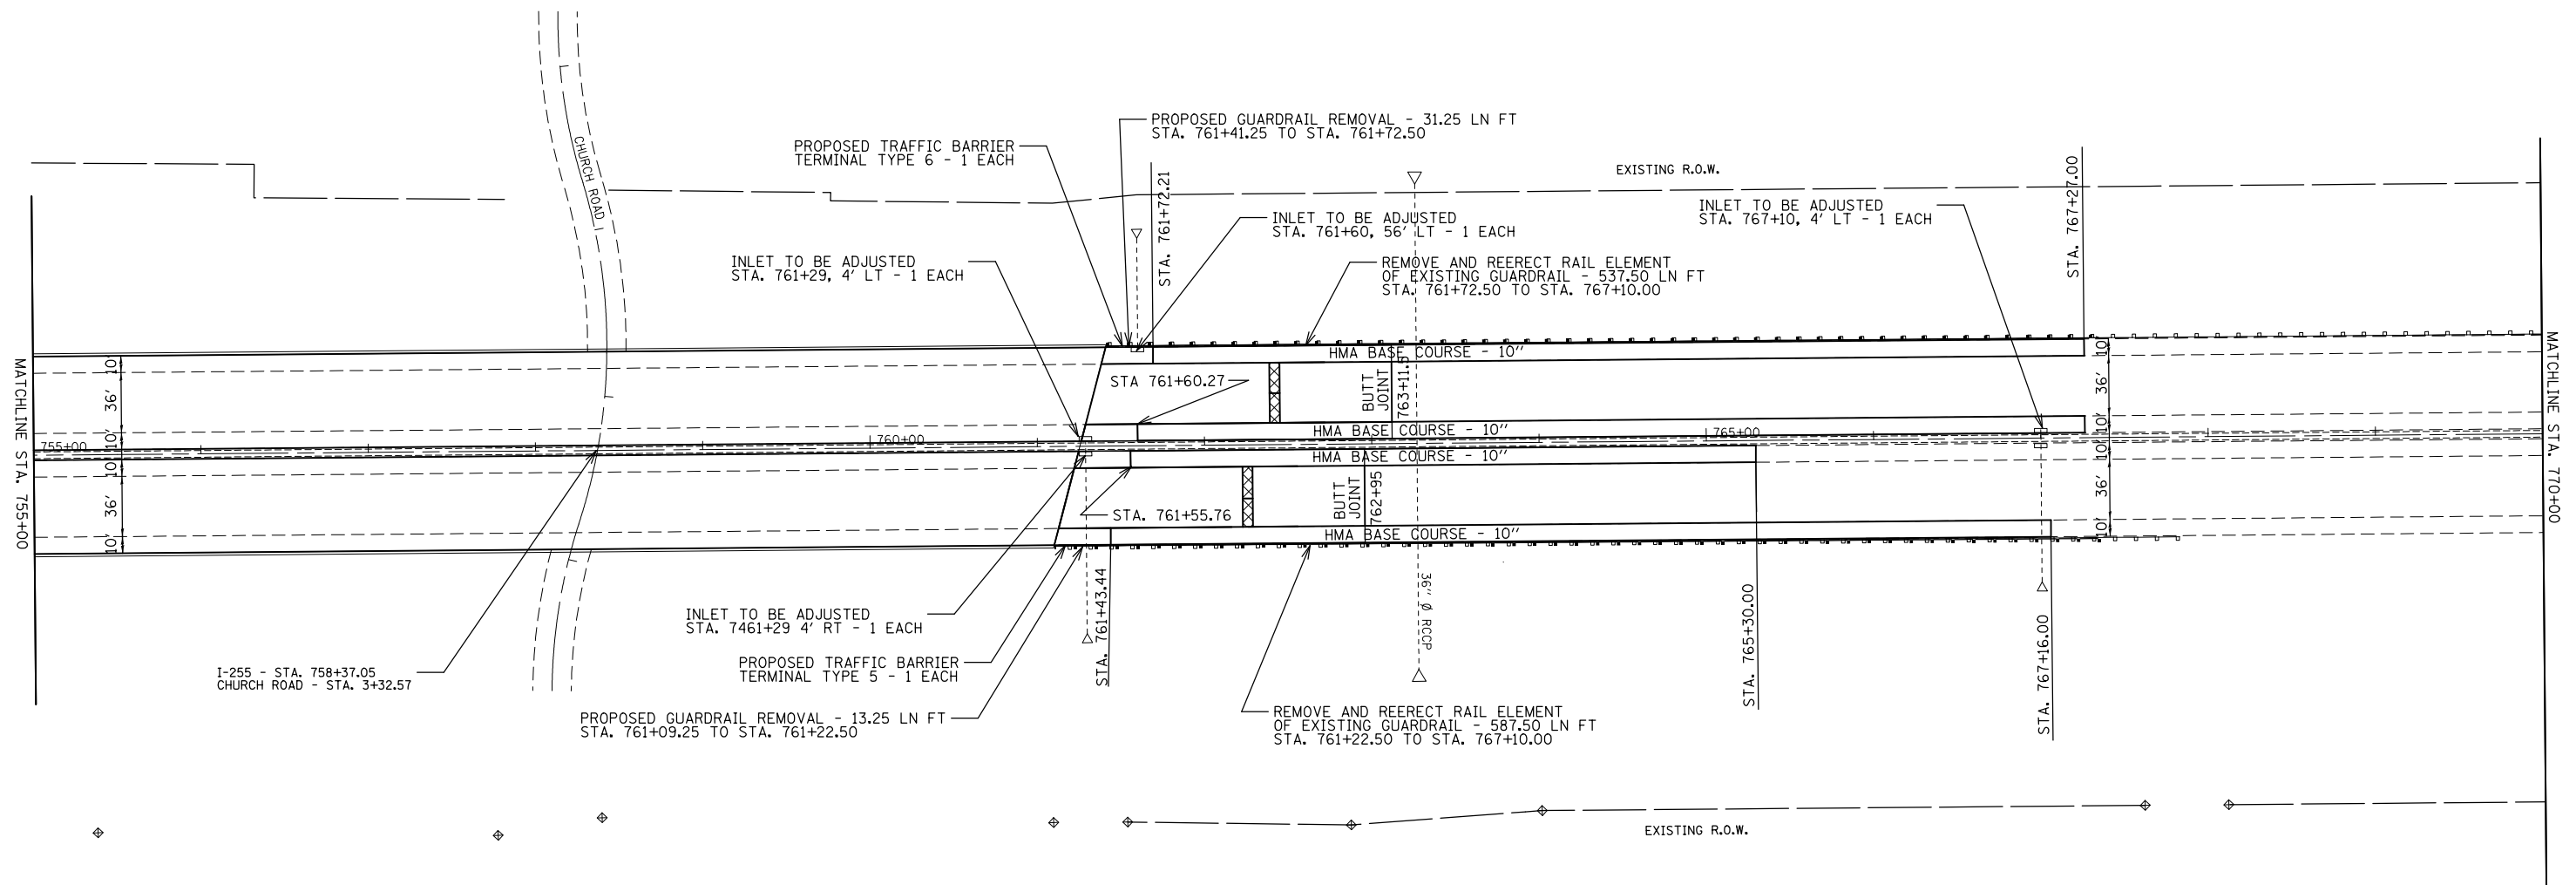 PROPOSED GUARDRAIL REMOVAL - 31.25 LN FT
STA. 761+41.25 TO STA. 761+72.50
PROPOSED TRAFFIC BARRIER
TERMINAL TYPE 6 - 1 EACH
CHURCH ROAD
EXISTING R.O.W.
STA. 761+72.21
STA. 767+27.00
INLET TO BE ADJUSTED
STA. 761+60, 56' LT - 1 EACH
INLET TO BE ADJUSTED
STA. 767+10, 4' LT - 1 EACH
INLET TO BE ADJUSTED
STA. 761+29, 4' LT - 1 EACH
REMOVE AND REERECT RAIL ELEMENT
OF EXISTING GUARDRAIL - 537.50 LN FT
STA. 761+72.50 TO STA. 767+10.00
MATCHLINE STA. 755+00
10'
36'
10'
10'
36'
10'
755+00
760+00
765+00
HMA BASE COURSE - 10"
STA 761+60.27
BUTT
JOINT
763+11.5
HMA BASE COURSE - 10"
HMA BASE COURSE - 10"
BUTT
JOINT
762+95
STA. 761+55.76
HMA BASE COURSE - 10"
10'
36'
10'
10'
36'
10'
MATCHLINE STA. 770+00
INLET TO BE ADJUSTED
STA. 7461+29 4' RT - 1 EACH
STA. 761+43.44
36" Ø RCCP
STA. 765+30.00
STA. 767+16.00
PROPOSED TRAFFIC BARRIER
TERMINAL TYPE 5 - 1 EACH
I-255 - STA. 758+37.05
CHURCH ROAD - STA. 3+32.57
PROPOSED GUARDRAIL REMOVAL - 13.25 LN FT
STA. 761+09.25 TO STA. 761+22.50
REMOVE AND REERECT RAIL ELEMENT
OF EXISTING GUARDRAIL - 587.50 LN FT
STA. 761+22.50 TO STA. 767+10.00
EXISTING R.O.W.